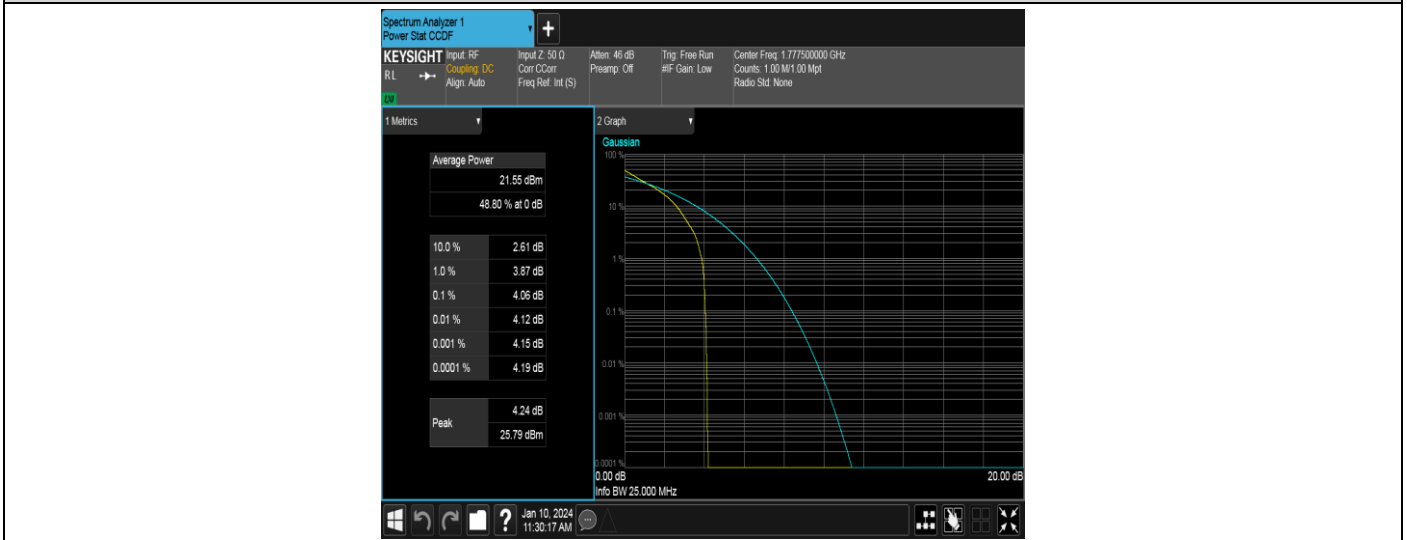 Spectrum Analyzer 1
Power Stat CCDF
+
KEYSIGHT
RL
LXI
Input: RF
Coupling: DC
Align: Auto
Input Z: 50 Ω
Corr CCorr
Freq Ref: Int (S)
Atten: 46 dB
Preamp: Off
Trig: Free Run
#IF Gain: Low
Center Freq: 1.777500000 GHz
Counts: 1.00 M/1.00 Mpt
Radio Std: None
1 Metrics
Average Power
21.55 dBm
48.80 % at 0 dB
10.0 % 2.61 dB
1.0 % 3.87 dB
0.1 % 4.06 dB
0.01 % 4.12 dB
0.001 % 4.15 dB
0.0001 % 4.19 dB
Peak
4.24 dB
25.79 dBm
2 Graph
Gaussian
100 %
10 %
1 %
0.1 %
0.01 %
0.001 %
0.0001 %
0.00 dB 20.00 dB
Info BW 25.000 MHz
?
Jan 10, 2024
11:30:17 AM